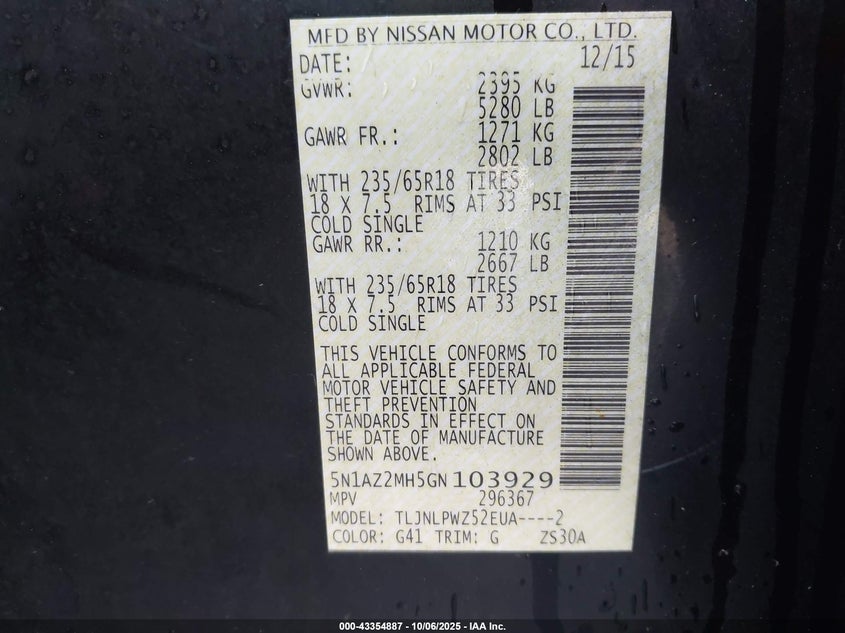 MFD BY NISSAN MOTOR CO., LTD.
DATE: 12/15
GVWR: 2395 KG
5280 LB
GAWR FR.: 1271 KG
2802 LB
WITH 235/65R18 TIRES
18 X 7.5 RIMS AT 33 PSI
COLD SINGLE
GAWR RR.: 1210 KG
2667 LB
WITH 235/65R18 TIRES
18 X 7.5 RIMS AT 33 PSI
COLD SINGLE
THIS VEHICLE CONFORMS TO
ALL APPLICABLE FEDERAL
MOTOR VEHICLE SAFETY AND
THEFT PREVENTION
STANDARDS IN EFFECT ON
THE DATE OF MANUFACTURE
SHOWN ABOVE.
5N1AZ2MH5GN103929
MPV 296367
MODEL: TLJNLPWZ52EUA----2
COLOR: G41 TRIM: G ZS30A
000-43354887 - 10/06/2025 - IAA Inc.